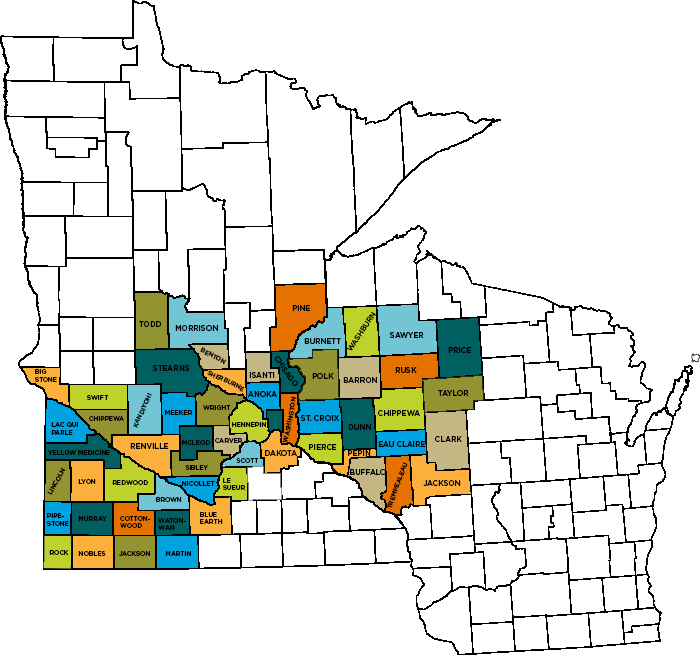 PINE
TODD
MORRISON
WASHBURN
SAWYER
BURNETT
PRICE
BENYON
STEARNS
ISANTI
CHISAGO
POLK
BARRON
RUSK
BIG
STONE
SHERBURNE
ANOKA
TAYLOR
SWIFT
KANDIYOHI
MEEKER
WRIGHT
WASHINGTON
ST. CROIX
DUNN
CHIPPEWA
CHIPPEWA
LAC QUI
PARLE
HENNEPIN
RENVILLE
MCLEOD
CARVER
PIERCE
EAU CLAIRE
CLARK
YELLOW MEDICINE
SCOTT
DAKOTA
PEPIN
SIBLEY
BUFFALO
TREMPEALEAU
JACKSON
LINCOLN
LYON
REDWOOD
NICOLLET
LE
SUEUR
BROWN
PIPE-
STONE
MURRAY
COTTON-
WOOD
WATON-
WAN
BLUE
EARTH
ROCK
NOBLES
JACKSON
MARTIN